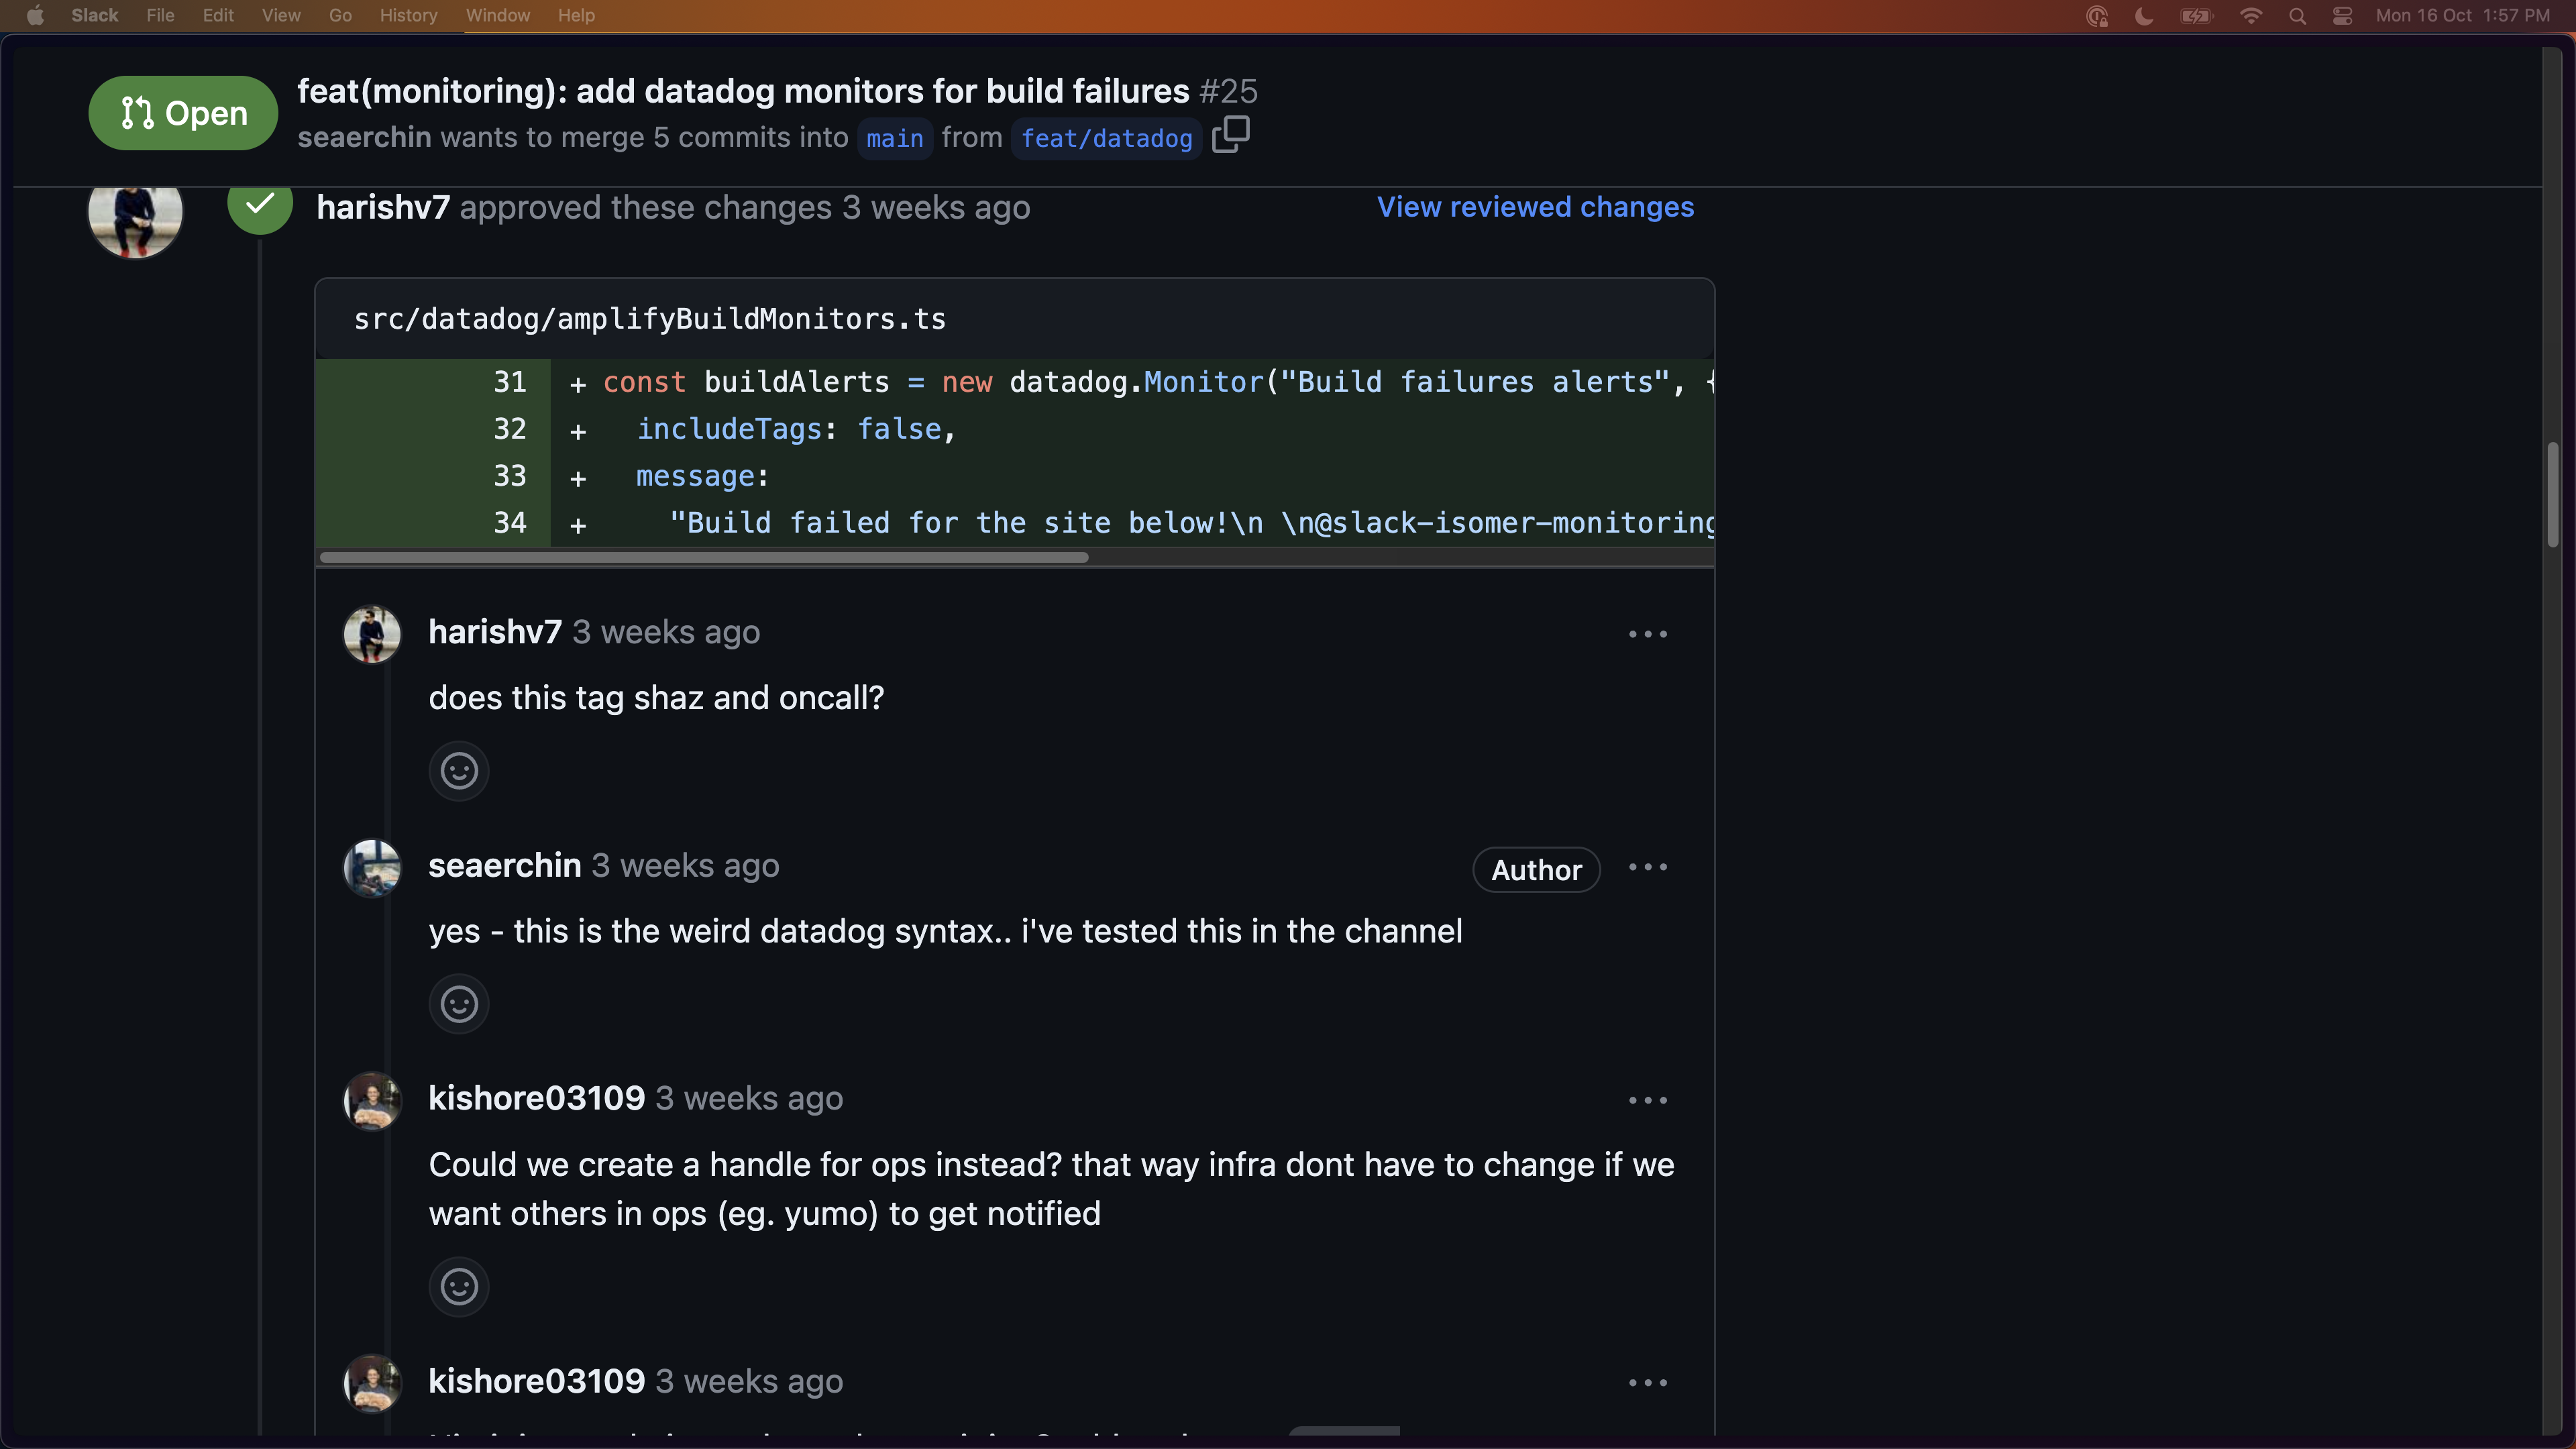 Slack File Edit View Go History Window Help Mon 16 Oct 1:57 PM
Open
feat(monitoring): add datadog monitors for build failures #25
seaerchin wants to merge 5 commits into main from feat/datadog
harishv7 approved these changes 3 weeks ago View reviewed changes
src/datadog/amplifyBuildMonitors.ts
31 + const buildAlerts = new datadog.Monitor("Build failures alerts", {
32 + includeTags: false,
33 + message:
34 + "Build failed for the site below!\n \n@slack-isomer-monitoring
harishv7 3 weeks ago
does this tag shaz and oncall?
seaerchin 3 weeks ago Author
yes - this is the weird datadog syntax.. i've tested this in the channel
kishore03109 3 weeks ago
Could we create a handle for ops instead? that way infra dont have to change if we
want others in ops (eg. yumo) to get notified
kishore03109 3 weeks ago